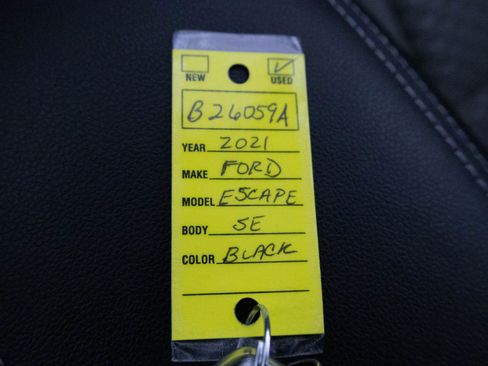 NEW USED
B26059A
YEAR 2021
MAKE FORD
MODEL ESCAPE
BODY SE
COLOR BLACK